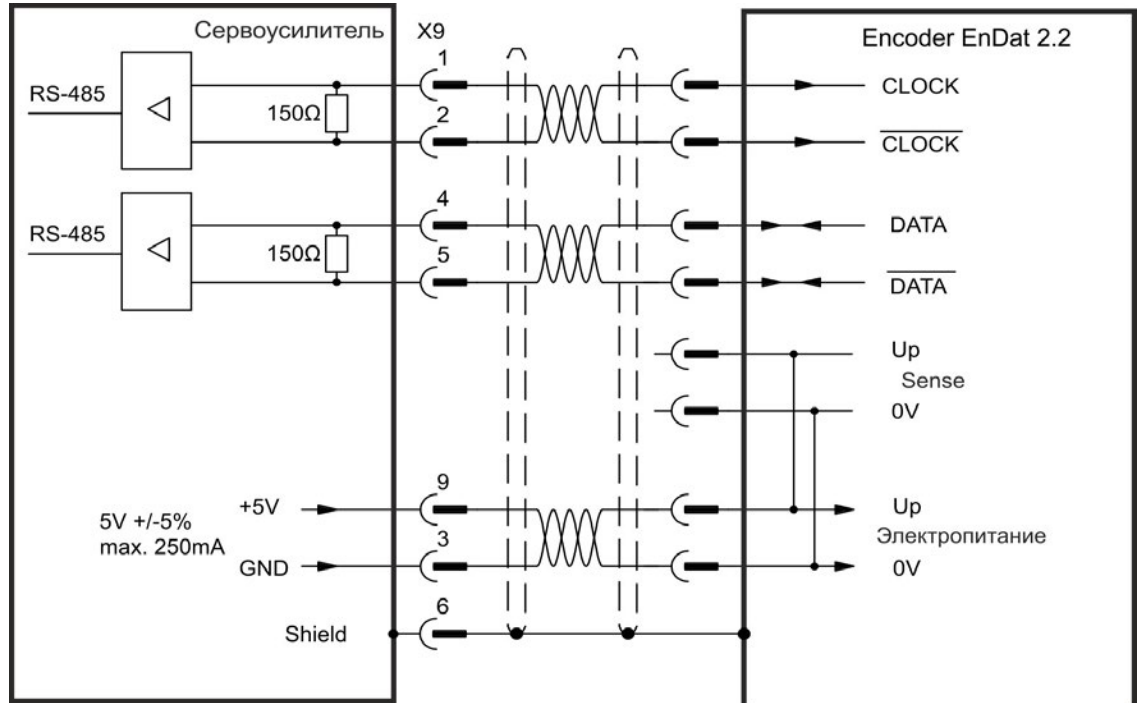 Сервоусилитель
X9
Encoder EnDat 2.2
1
RS-485
150Ω
CLOCK
2
CLOCK
4
RS-485
150Ω
DATA
5
DATA
Up
Sense
0V
9
5V +/-5%
max. 250mA
+5V
Up
Электропитание
3
GND
0V
6
Shield